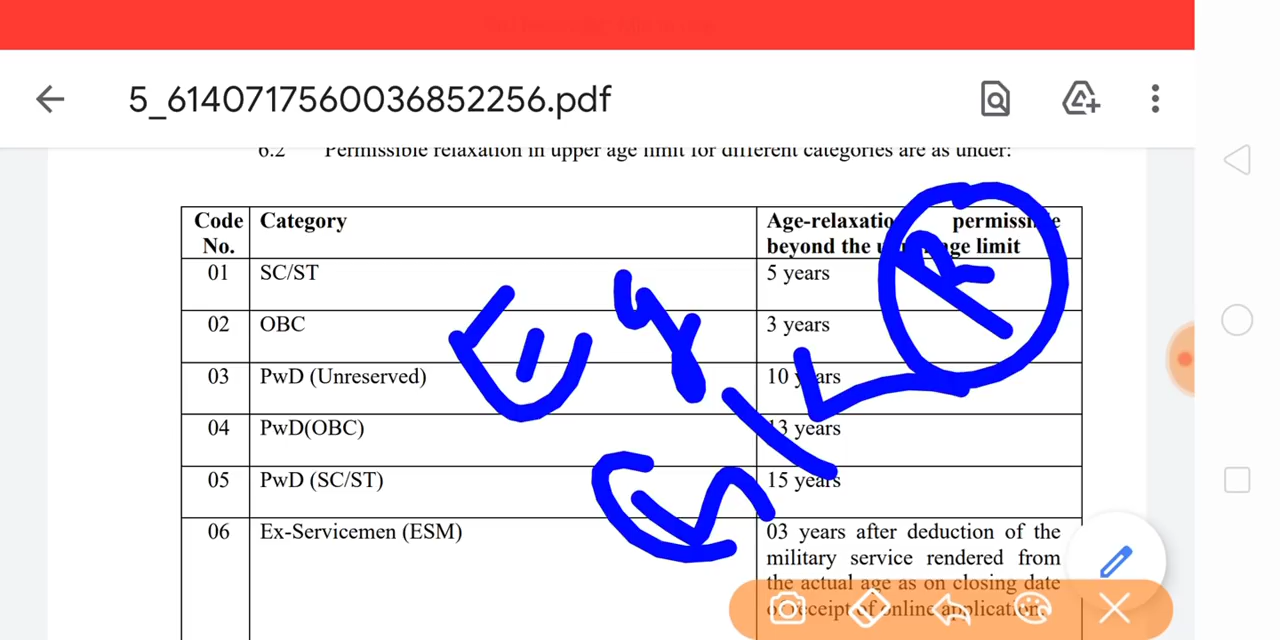 5_6140717560036852256.pdf
6.2 Permissible relaxation in upper age limit for different categories are as under:
Code No. Category Age-relaxation permissible beyond the age limit
01 SC/ST 5 years
02 OBC 3 years
03 PwD (Unreserved) 10 years
04 PwD(OBC) 13 years
05 PwD (SC/ST) 15 years
06 Ex-Servicemen (ESM) 03 years after deduction of the
military service rendered from
the actual age as on closing date
of receipt of online application.